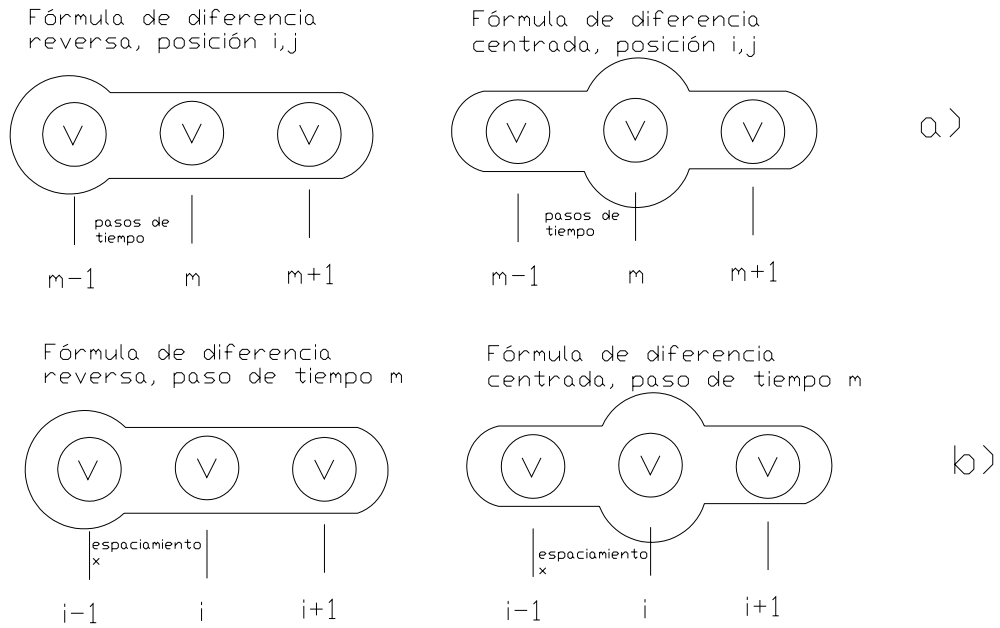 Fórmula de diferencia
reversa, posición i,j
V V V
pasos de
tiempo
m-1 m m+1
Fórmula de diferencia
centrada, posición i,j
V V V
pasos de
tiempo
m-1 m m+1
a)
Fórmula de diferencia
reversa, paso de tiempo m
V V V
espaciamiento
x
i-1 i i+1
Fórmula de diferencia
centrada, paso de tiempo m
V V V
espaciamiento
x
i-1 i i+1
b)